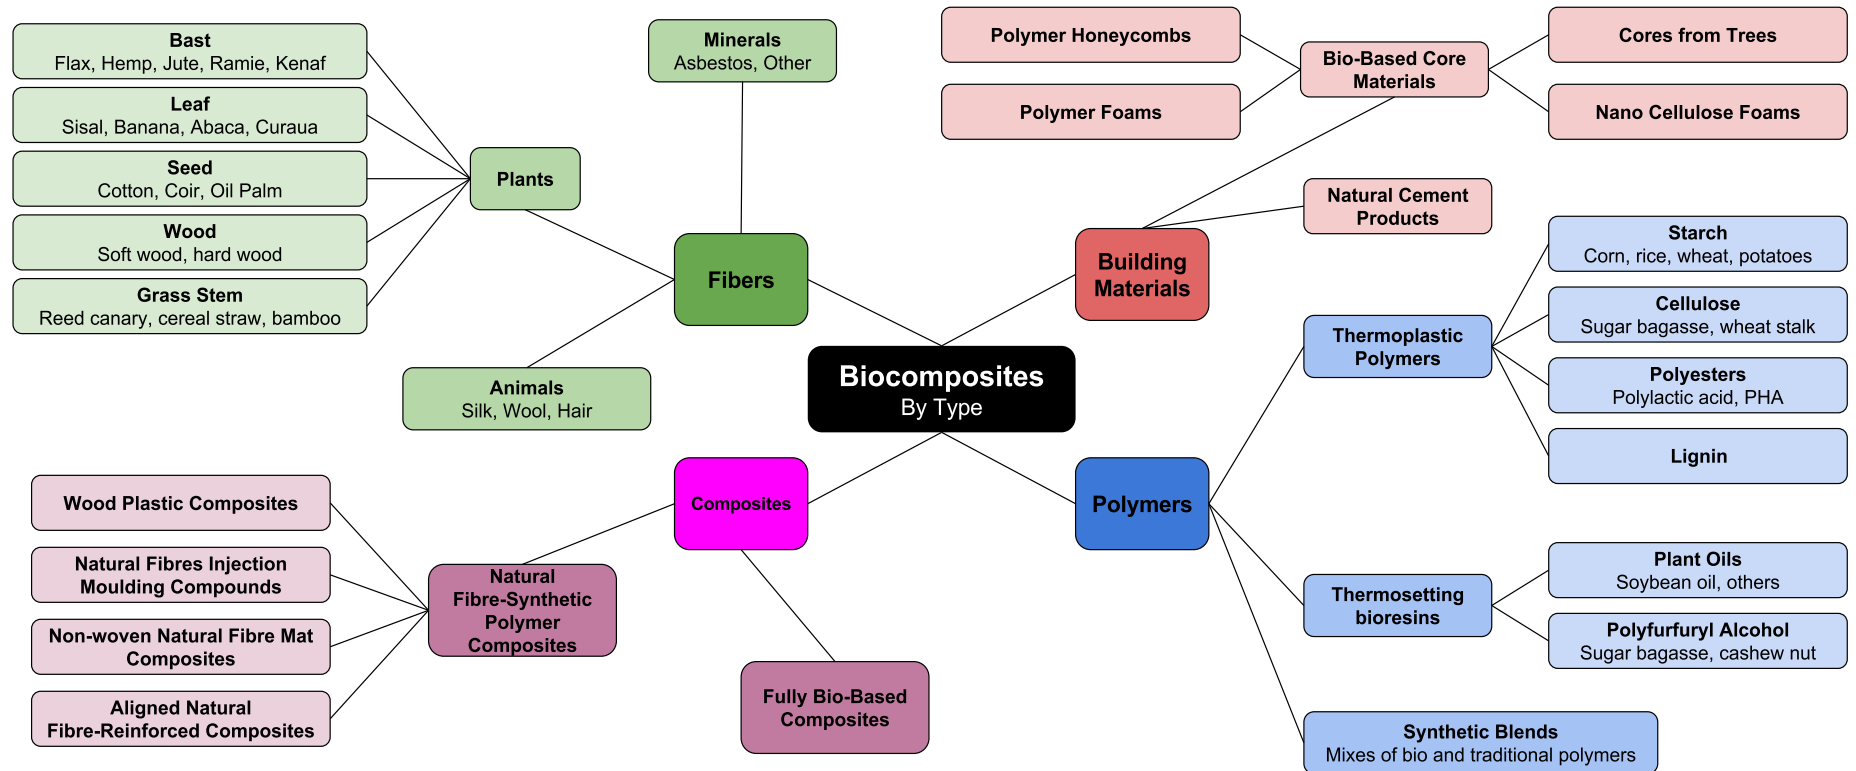 Bast
Flax, Hemp, Jute, Ramie, Kenaf
Leaf
Sisal, Banana, Abaca, Curaua
Seed
Cotton, Coir, Oil Palm
Wood
Soft wood, hard wood
Grass Stem
Reed canary, cereal straw, bamboo
Plants
Minerals
Asbestos, Other
Fibers
Animals
Silk, Wool, Hair
Polymer Honeycombs
Polymer Foams
Bio-Based Core
Materials
Cores from Trees
Nano Cellulose Foams
Natural Cement
Products
Building
Materials
Biocomposites
By Type
Thermoplastic
Polymers
Starch
Corn, rice, wheat, potatoes
Cellulose
Sugar bagasse, wheat stalk
Polyesters
Polylactic acid, PHA
Lignin
Composites
Polymers
Wood Plastic Composites
Natural Fibres Injection
Moulding Compounds
Non-woven Natural Fibre Mat
Composites
Aligned Natural
Fibre-Reinforced Composites
Natural
Fibre-Synthetic
Polymer
Composites
Fully Bio-Based
Composites
Thermosetting
bioresins
Plant Oils
Soybean oil, others
Polyfurfuryl Alcohol
Sugar bagasse, cashew nut
Synthetic Blends
Mixes of bio and traditional polymers